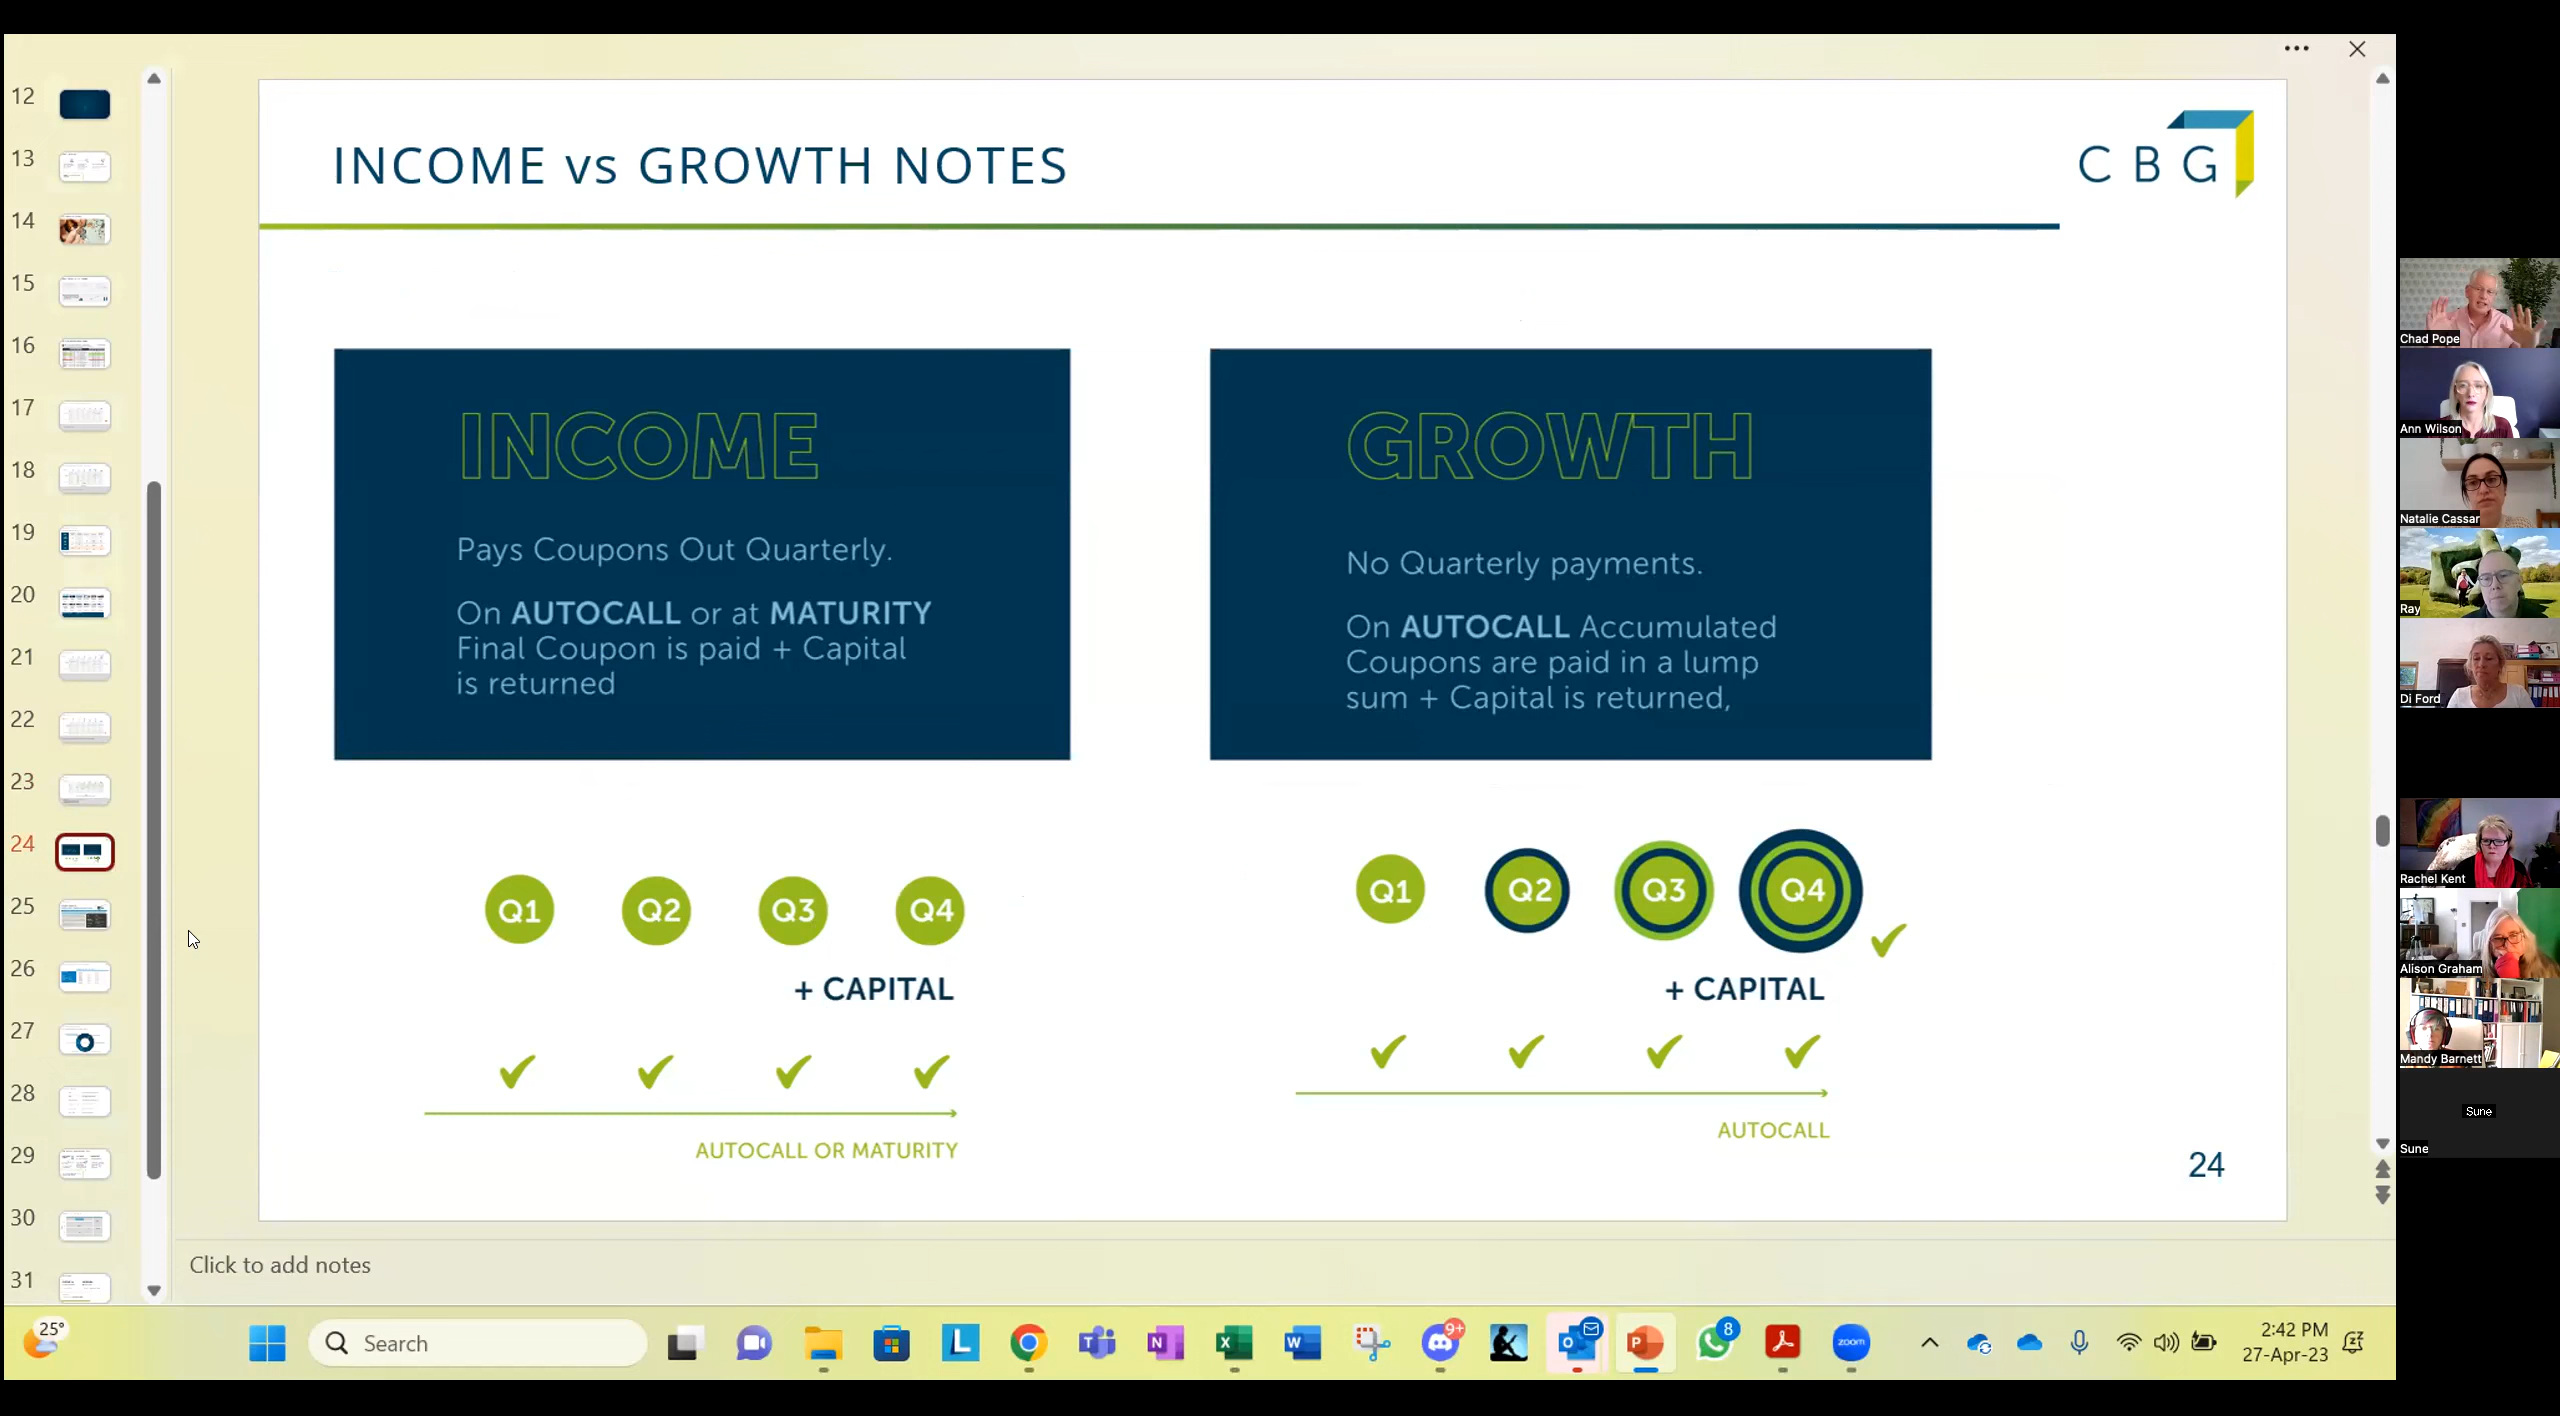 12
13
14
15
16
17
18
19
20
21
22
23
24
25
26
27
28
29
30
31
INCOME vs GROWTH NOTES
CBG
INCOME
Pays Coupons Out Quarterly.
On AUTOCALL or at MATURITY
Final Coupon is paid + Capital
is returned
GROWTH
No Quarterly payments.
On AUTOCALL Accumulated
Coupons are paid in a lump
sum + Capital is returned,
Q1 Q2 Q3 Q4
+ CAPITAL
AUTOCALL OR MATURITY
Q1 Q2 Q3 Q4
+ CAPITAL
AUTOCALL
24
Click to add notes
Chad Pope
Ann Wilson
Natalie Cassar
Ray
Di Ford
Rachel Kent
Alison Graham
Mandy Barnett
Sune
Sune
25°
Search
L
T
N
X
W
9+
O
P
8
zoom
2:42 PM
27-Apr-23